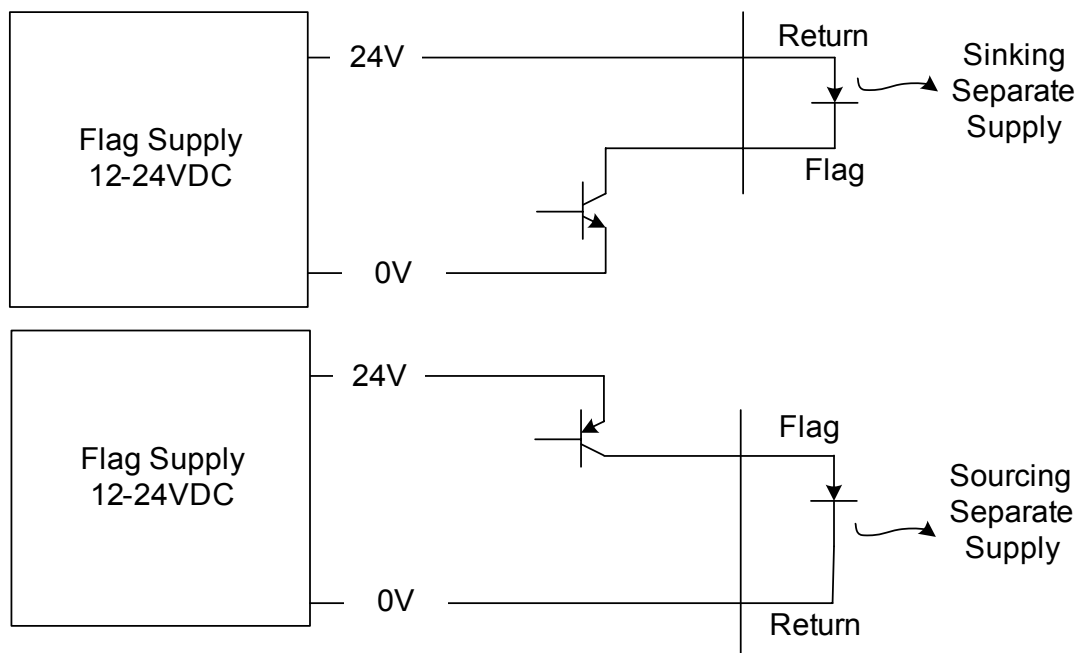 Return
24V
Sinking
Separate
Supply
Flag Supply
12-24VDC
Flag
0V
24V
Flag
Flag Supply
12-24VDC
Sourcing
Separate
Supply
0V
Return